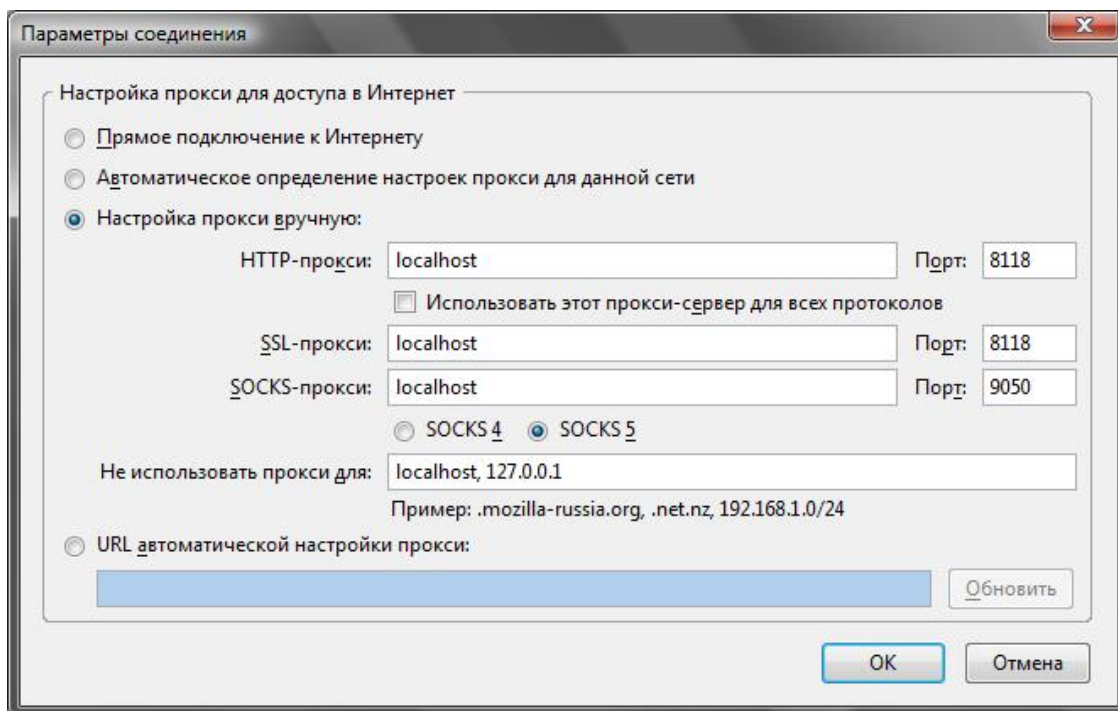 Параметры соединения
Настройка прокси для доступа в Интернет
Прямое подключение к Интернету
Автоматическое определение настроек прокси для данной сети
Настройка прокси вручную:
HTTP-прокси: localhost Порт: 8118
Использовать этот прокси-сервер для всех протоколов
SSL-прокси: localhost Порт: 8118
SOCKS-прокси: localhost Порт: 9050
SOCKS 4 SOCKS 5
Не использовать прокси для: localhost, 127.0.0.1
Пример: .mozilla-russia.org, .net.nz, 192.168.1.0/24
URL автоматической настройки прокси:
Обновить
OK Отмена